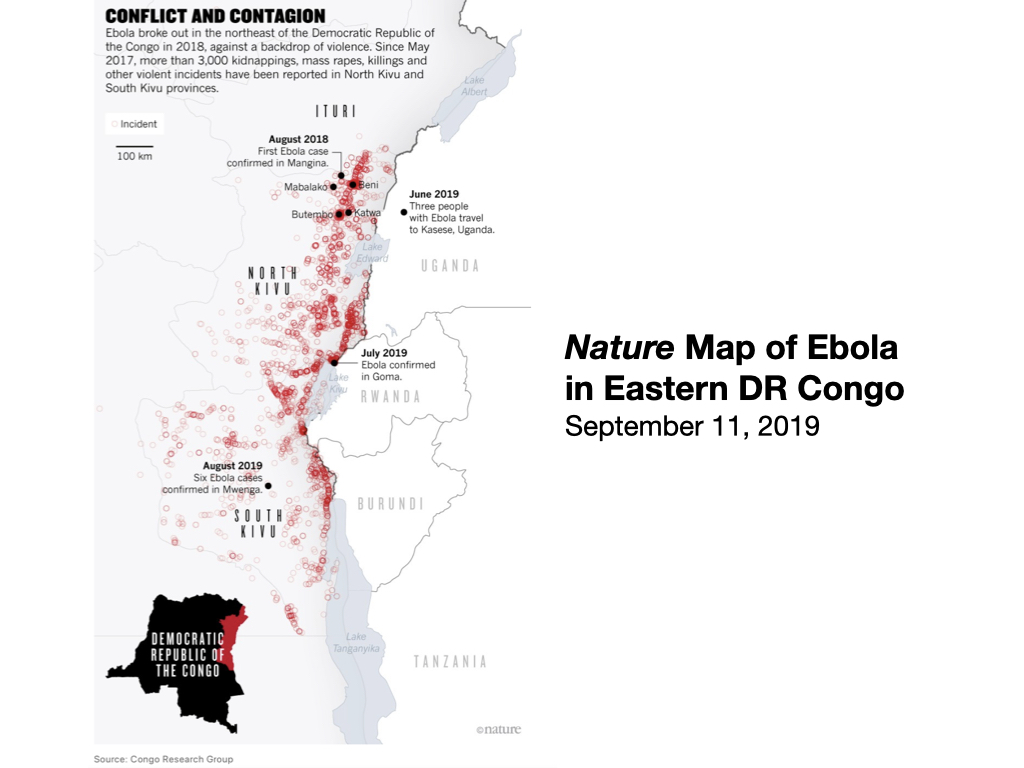 CONFLICT AND CONTAGION
Ebola broke out in the northeast of the Democratic Republic of
the Congo in 2018, against a backdrop of violence. Since May
2017, more than 3,000 kidnappings, mass rapes, killings and
other violent incidents have been reported in North Kivu and
South Kivu provinces.
Incident
100 km
Lake
Albert
ITURI
August 2018
First Ebola case
confirmed in Mangina.
Mabalako
Beni
Butembo
Katwa
June 2019
Three people
with Ebola travel
to Kasese, Uganda.
Lake
Edward
UGANDA
NORTH
KIVU
July 2019
Ebola confirmed
in Goma.
Lake
Kivu
RWANDA
August 2019
Six Ebola cases
confirmed in Mwenga.
SOUTH
KIVU
BURUNDI
DEMOCRATIC
REPUBLIC OF
THE CONGO
Lake
Tanganyika
TANZANIA
©nature
Source: Congo Research Group
Nature Map of Ebola
in Eastern DR Congo
September 11, 2019